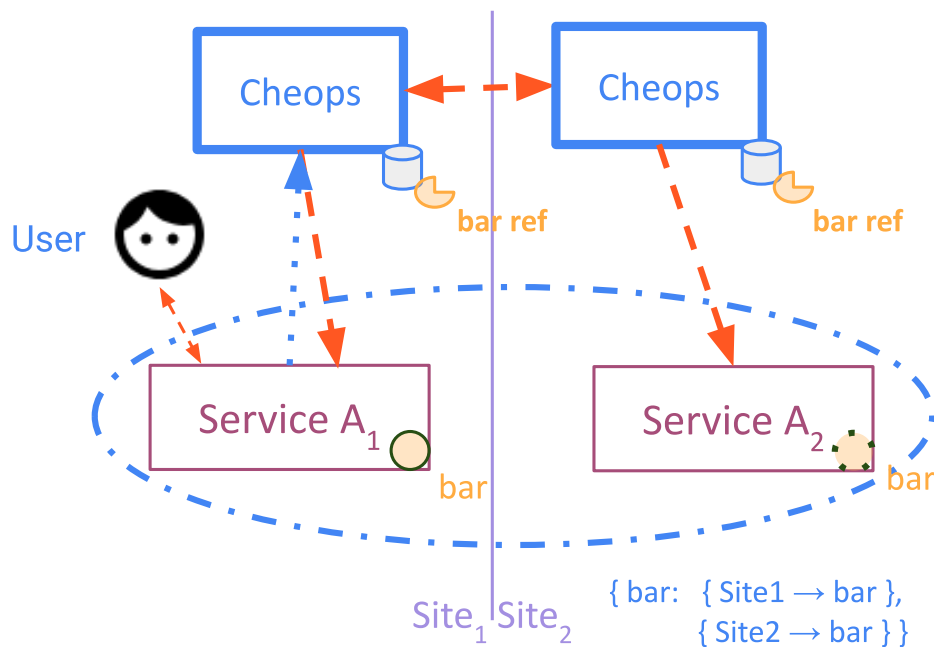 Cheops
Cheops
bar ref
bar ref
User
Service A₁
Service A₂
bar
bar
Site₁
Site₂
{ bar: { Site1 → bar },
{ Site2 → bar } }